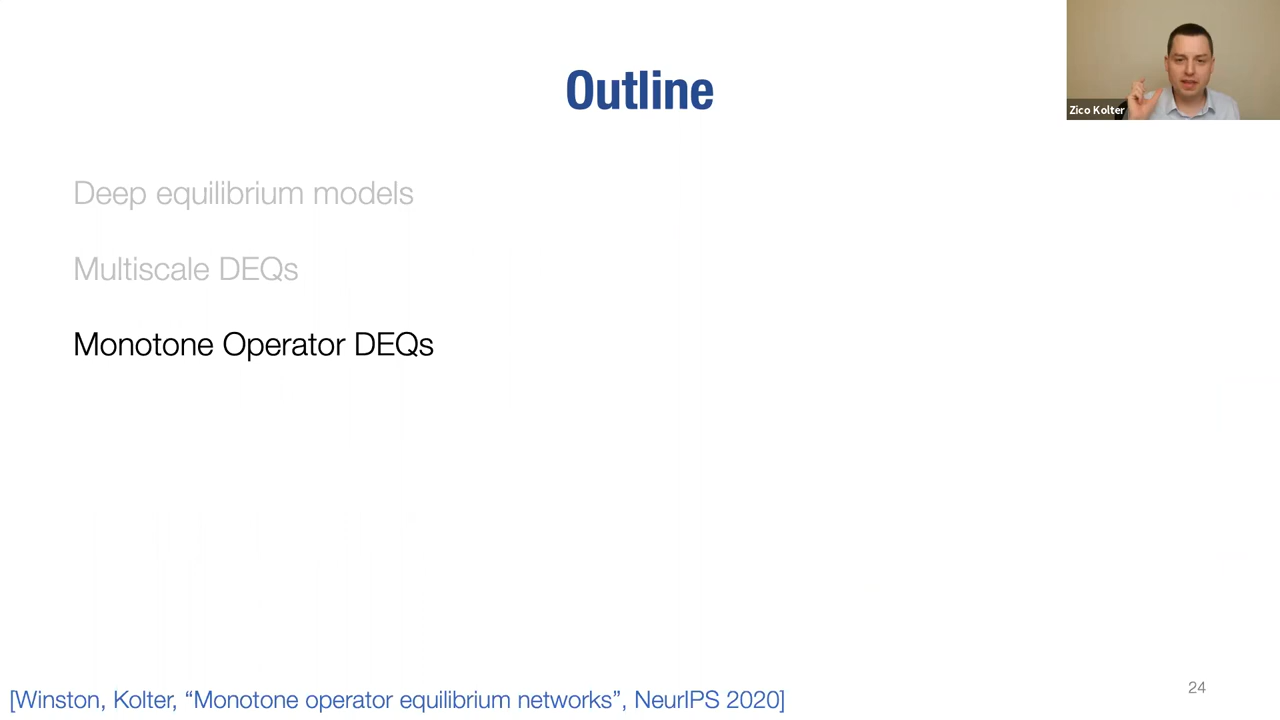 Outline
Zico Kolter
Deep equilibrium models
Multiscale DEQs
Monotone Operator DEQs
[Winston, Kolter, “Monotone operator equilibrium networks”, NeurIPS 2020]
24